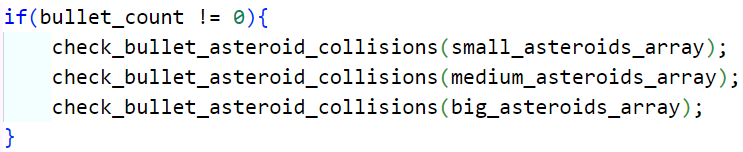 if(bullet_count != 0){
    check_bullet_asteroid_collisions(small_asteroids_array);
    check_bullet_asteroid_collisions(medium_asteroids_array);
    check_bullet_asteroid_collisions(big_asteroids_array);
}